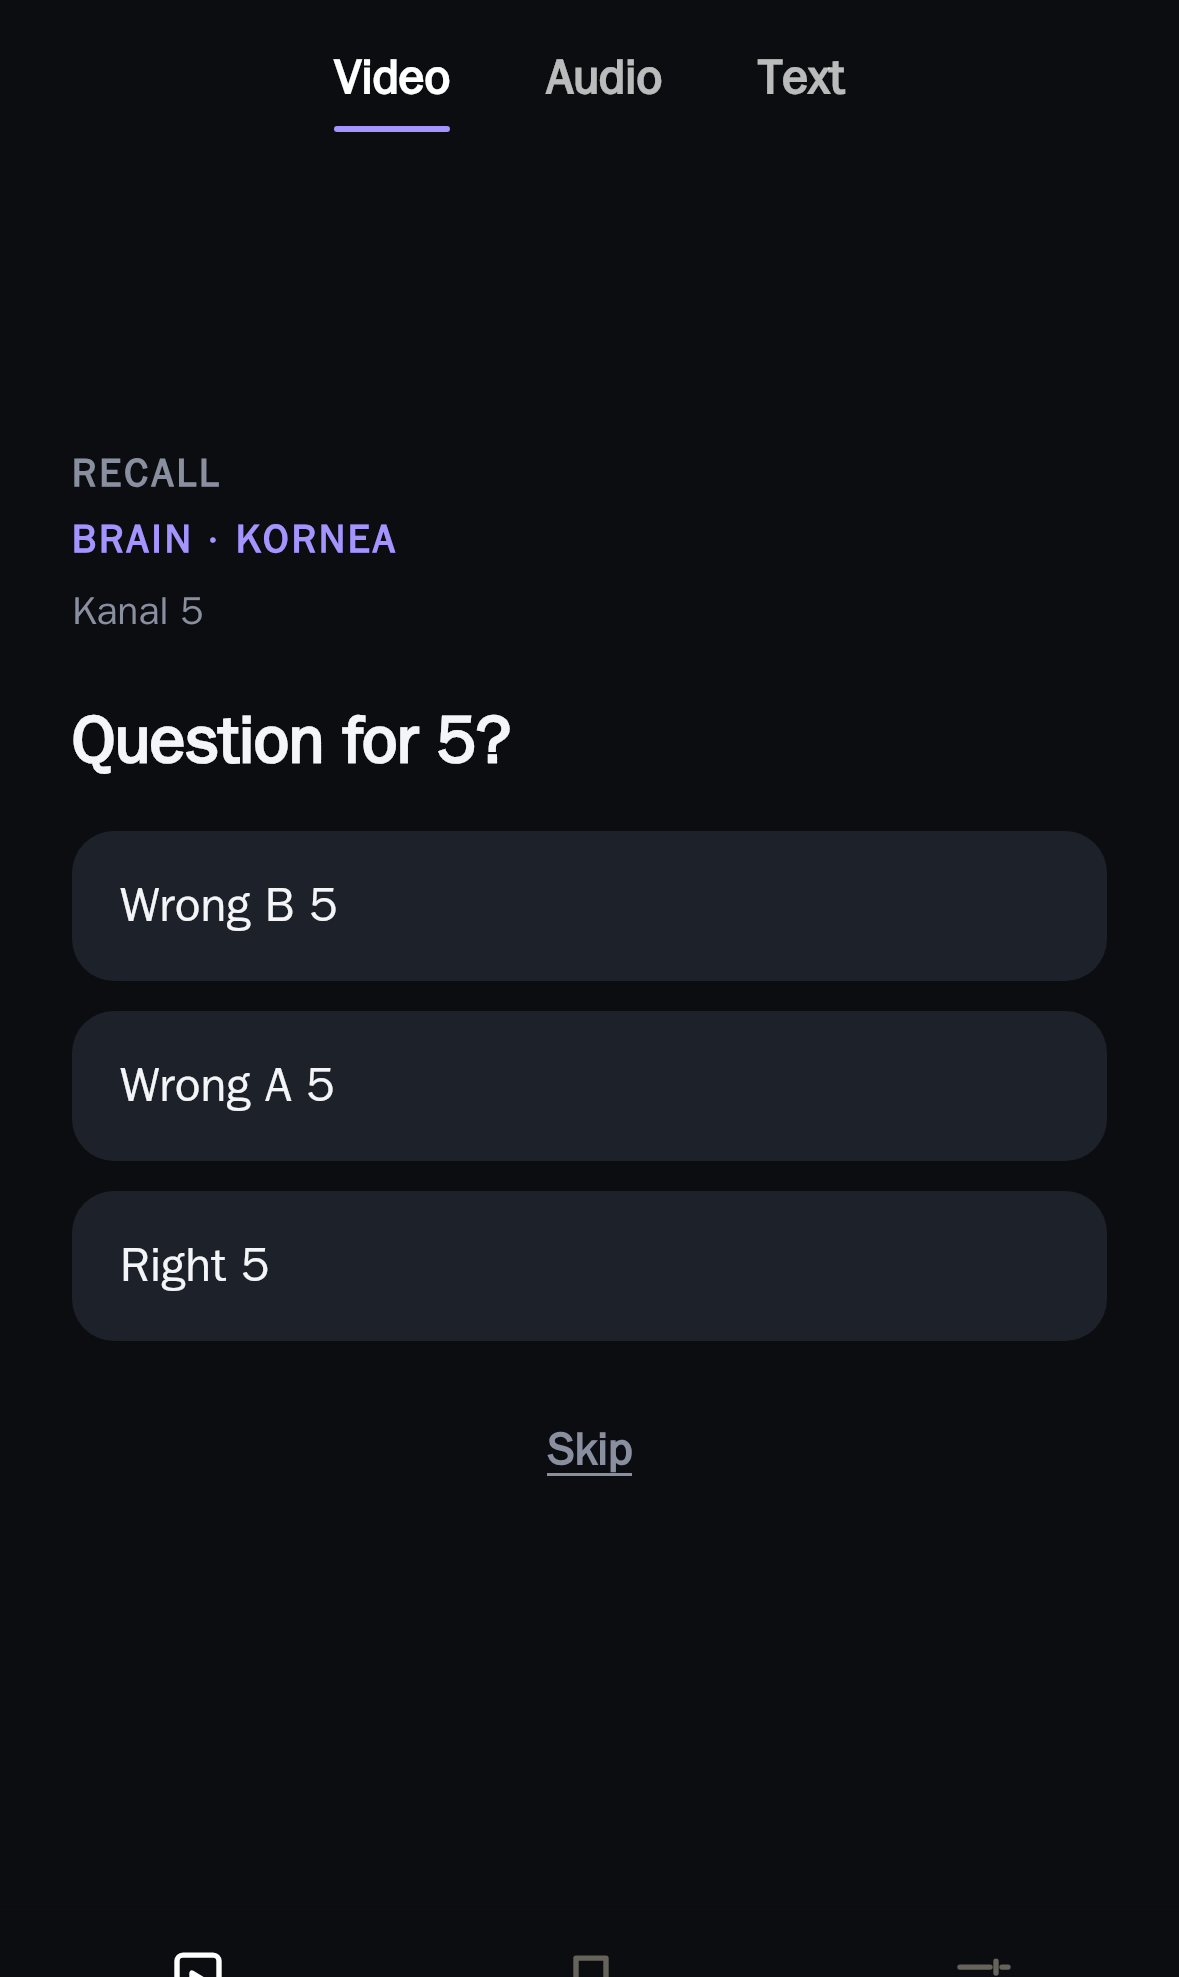 Video Audio Text
RECALL
BRAIN · KORNEA
Kanal 5
Question for 5?
Wrong B 5
Wrong A 5
Right 5
Skip